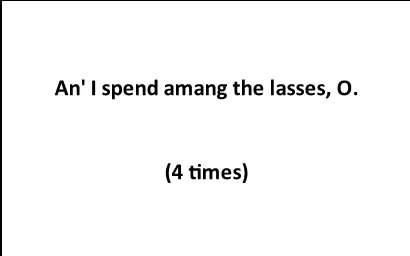 An' I spend amang the lasses, O.
(4 times)